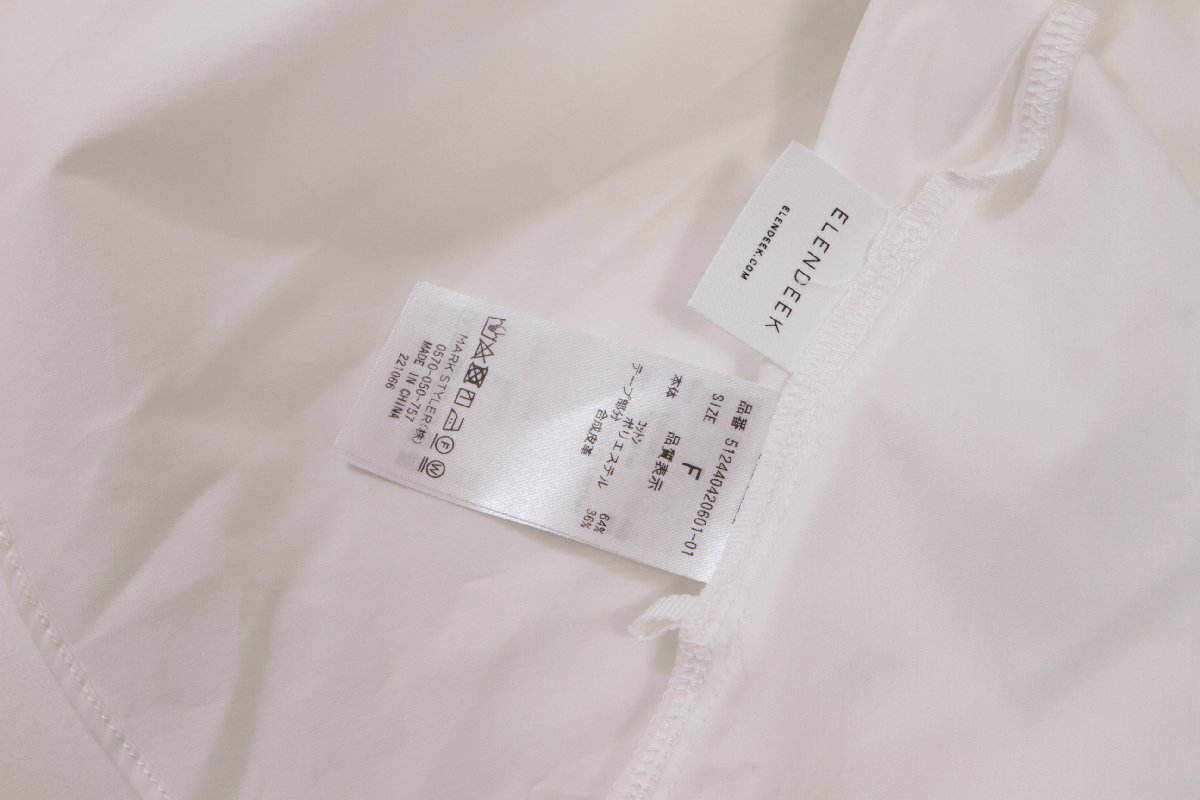 ELENDEEK
ELENDEEK.COM
品番 512440420601-01
SIZE F
品質表示
本体 コットン 64%
ポリエステル 36%
テープ部分 合成皮革
MARK STYLER(株)
0570-050-757
MADE IN CHINA
221066